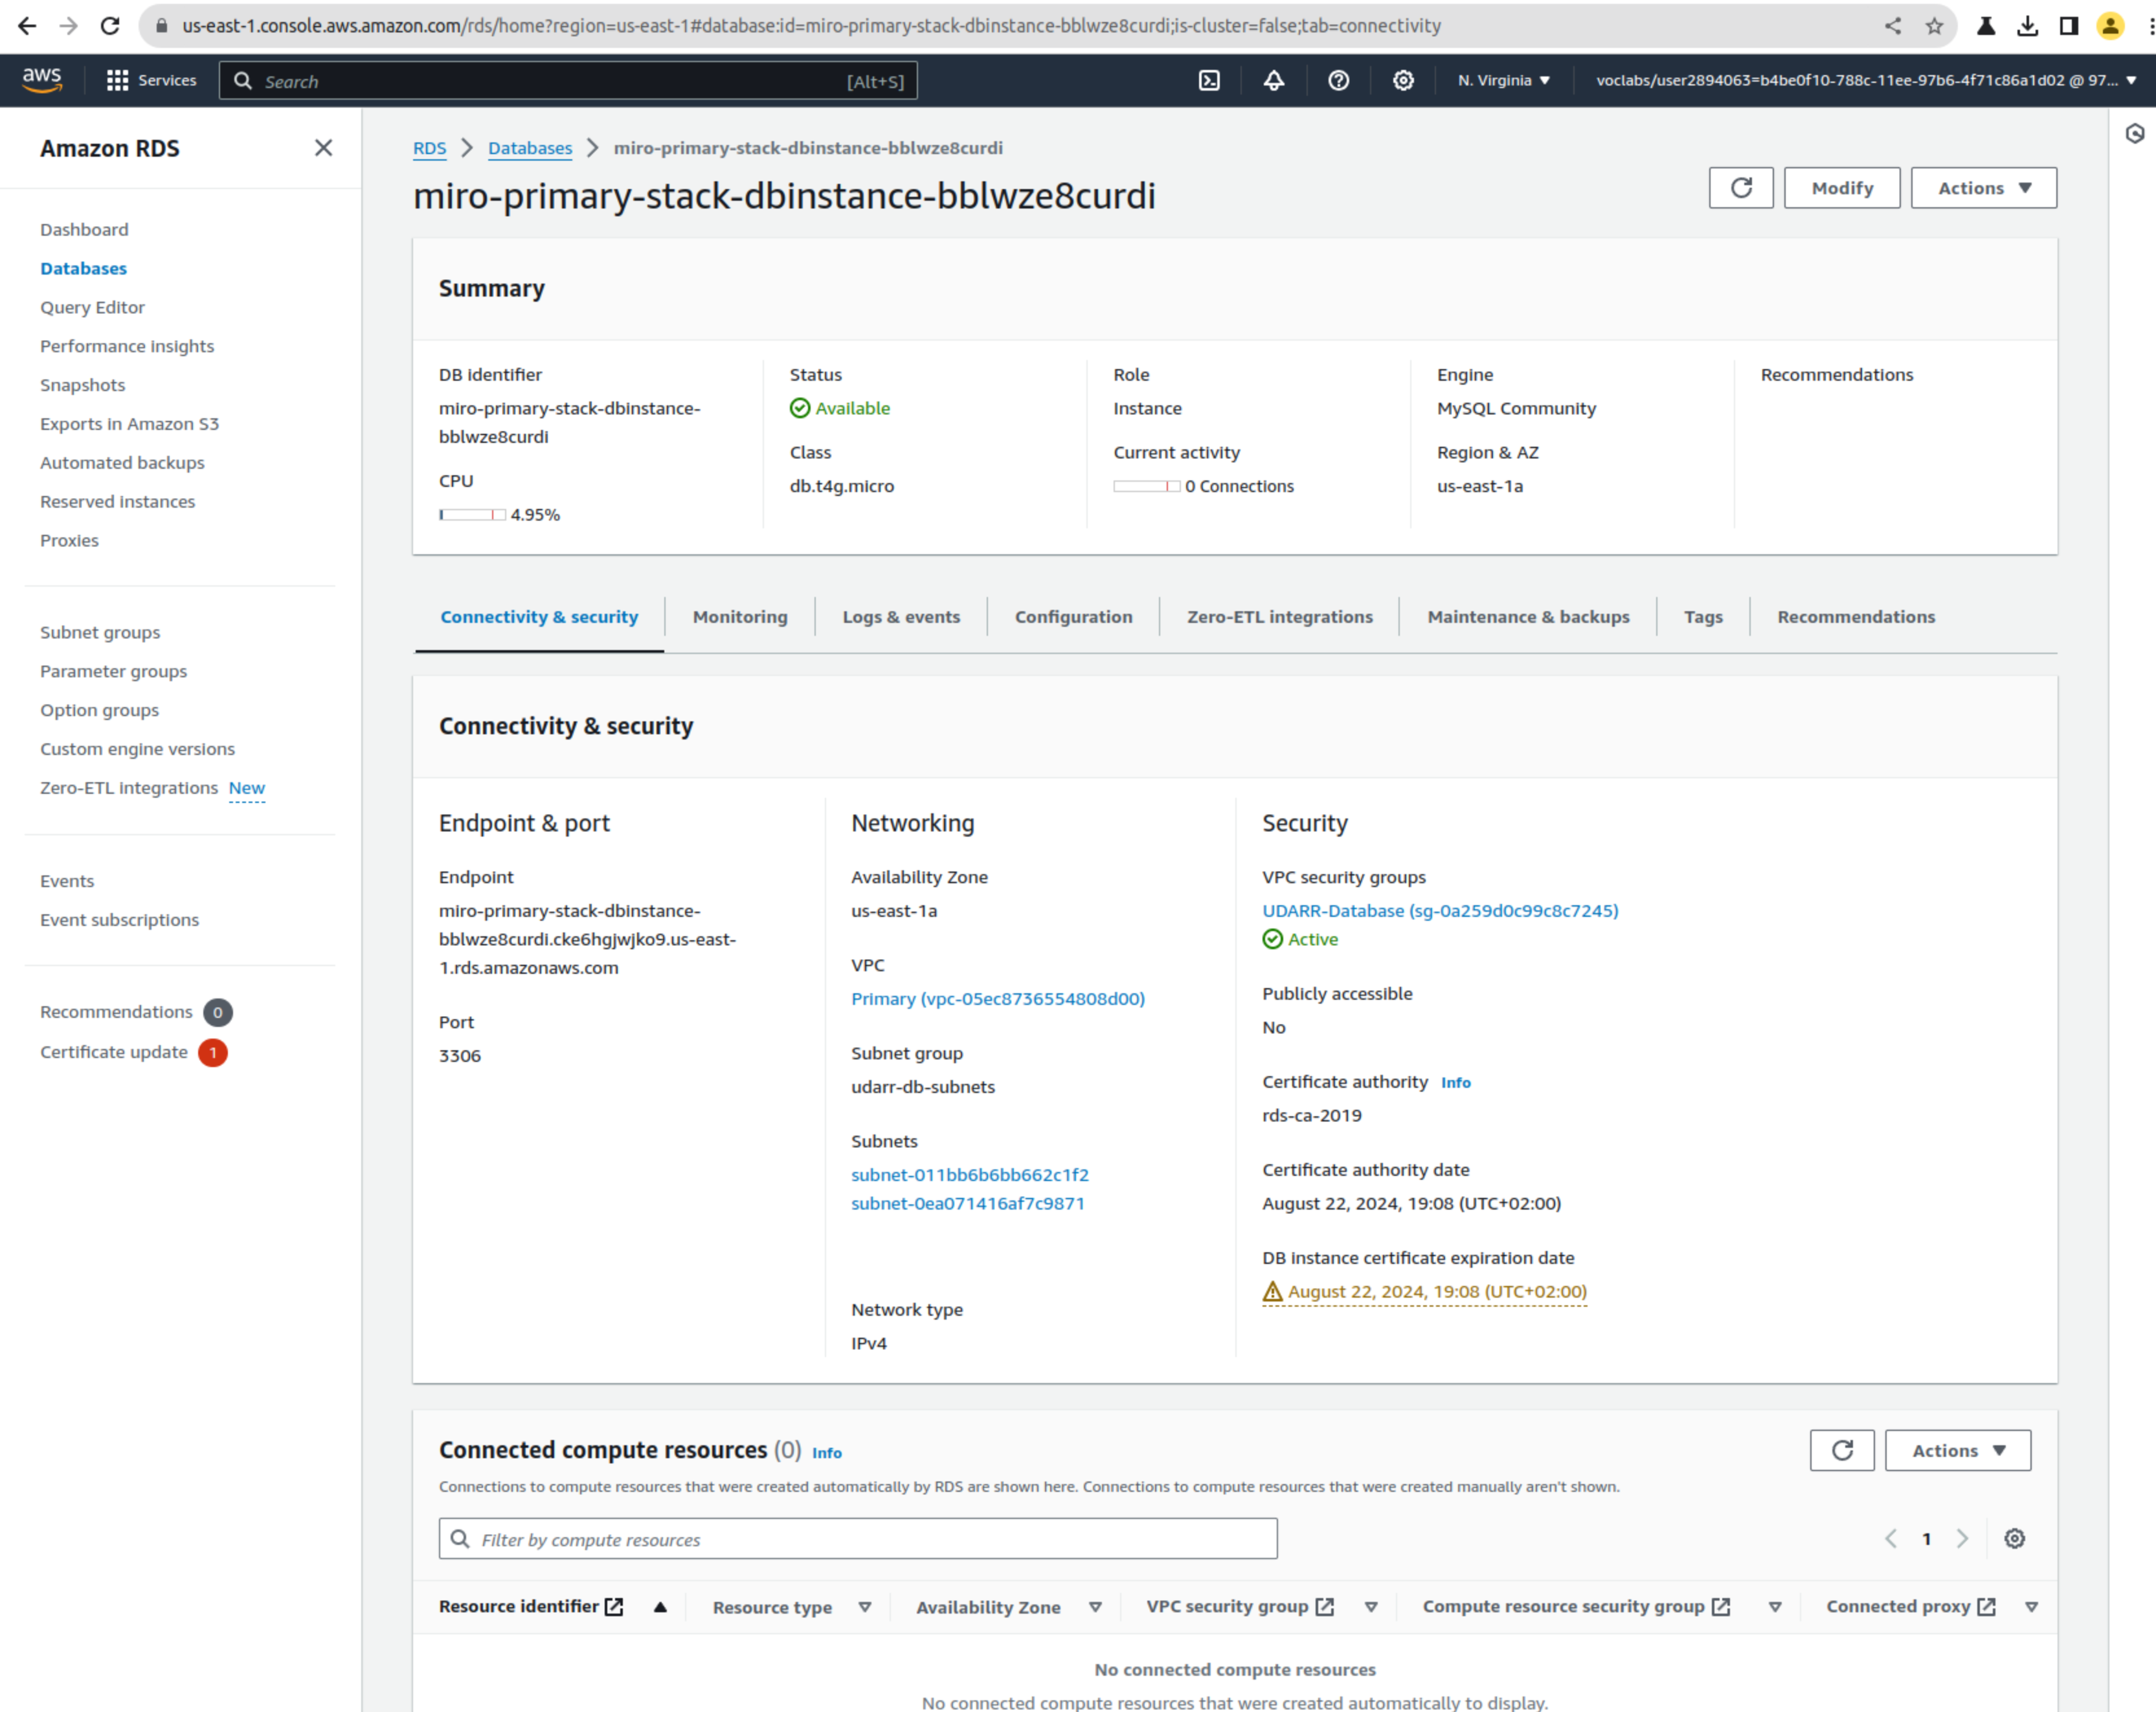 us-east-1.console.aws.amazon.com/rds/home?region=us-east-1#database:id=miro-primary-stack-dbinstance-bblwze8curdi;is-cluster=false;tab=connectivity
aws
Services
Search
[Alt+S]
N. Virginia
voclabs/user2894063=b4be0f10-788c-11ee-97b6-4f71c86a1d02 @ 97...
Amazon RDS
Dashboard
Databases
Query Editor
Performance insights
Snapshots
Exports in Amazon S3
Automated backups
Reserved instances
Proxies
Subnet groups
Parameter groups
Option groups
Custom engine versions
Zero-ETL integrations New
Events
Event subscriptions
Recommendations 0
Certificate update 1
RDS > Databases > miro-primary-stack-dbinstance-bblwze8curdi
miro-primary-stack-dbinstance-bblwze8curdi
Modify
Actions
Summary
DB identifier
miro-primary-stack-dbinstance-
bblwze8curdi
CPU
4.95%
Status
Available
Class
db.t4g.micro
Role
Instance
Current activity
0 Connections
Engine
MySQL Community
Region & AZ
us-east-1a
Recommendations
Connectivity & security
Monitoring
Logs & events
Configuration
Zero-ETL integrations
Maintenance & backups
Tags
Recommendations
Connectivity & security
Endpoint & port
Endpoint
miro-primary-stack-dbinstance-
bblwze8curdi.cke6hgjwjko9.us-east-
1.rds.amazonaws.com
Port
3306
Networking
Availability Zone
us-east-1a
VPC
Primary (vpc-05ec8736554808d00)
Subnet group
udarr-db-subnets
Subnets
subnet-011bb6b6bb662c1f2
subnet-0ea071416af7c9871
Network type
IPv4
Security
VPC security groups
UDARR-Database (sg-0a259d0c99c8c7245)
Active
Publicly accessible
No
Certificate authority Info
rds-ca-2019
Certificate authority date
August 22, 2024, 19:08 (UTC+02:00)
DB instance certificate expiration date
August 22, 2024, 19:08 (UTC+02:00)
Connected compute resources (0) Info
Actions
Connections to compute resources that were created automatically by RDS are shown here. Connections to compute resources that were created manually aren't shown.
Filter by compute resources
1
Resource identifier
Resource type
Availability Zone
VPC security group
Compute resource security group
Connected proxy
No connected compute resources
No connected compute resources that were created automatically to display.